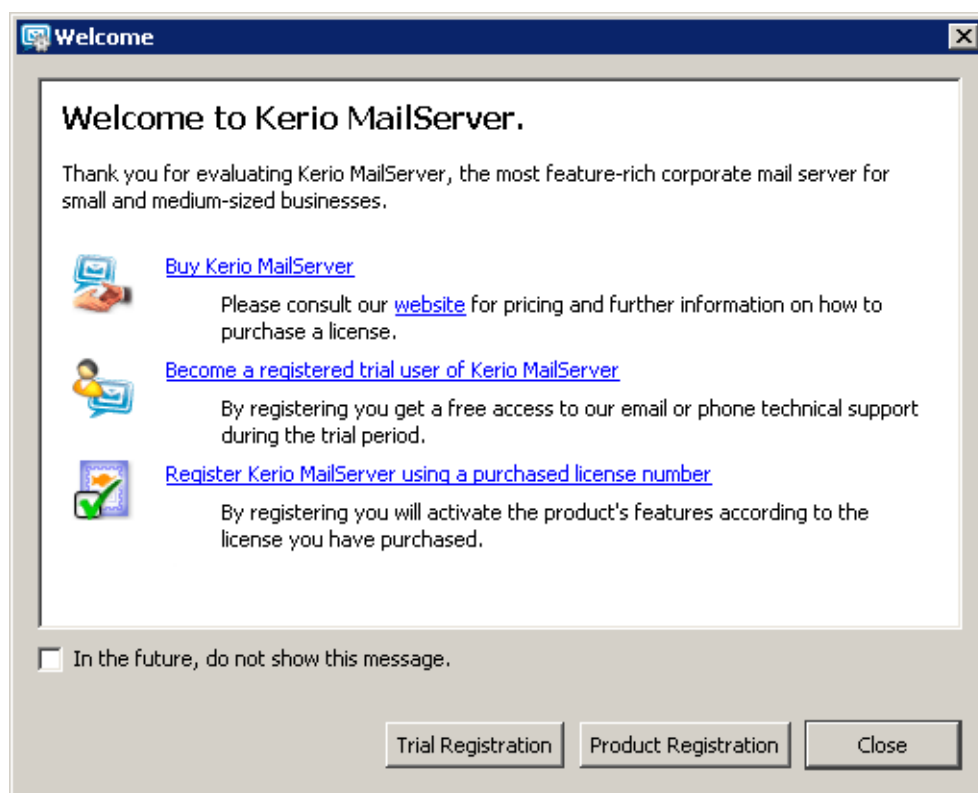 Welcome
Welcome to Kerio MailServer.
Thank you for evaluating Kerio MailServer, the most feature-rich corporate mail server for
small and medium-sized businesses.
Buy Kerio MailServer
Please consult our website for pricing and further information on how to
purchase a license.
Become a registered trial user of Kerio MailServer
By registering you get a free access to our email or phone technical support
during the trial period.
Register Kerio MailServer using a purchased license number
By registering you will activate the product's features according to the
license you have purchased.
In the future, do not show this message.
Trial Registration Product Registration Close